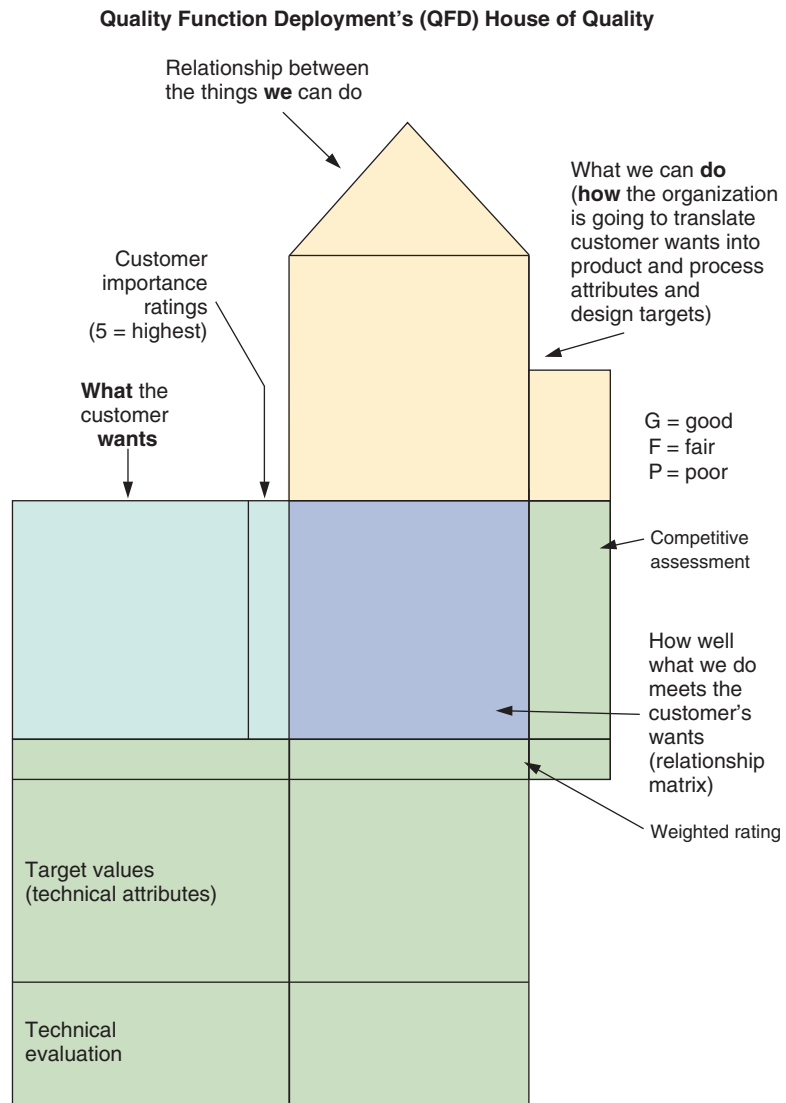 Quality Function Deployment's (QFD) House of Quality
Relationship between
the things we can do
What we can do
(how the organization
is going to translate
customer wants into
product and process
attributes and
design targets)
Customer
importance
ratings
(5 = highest)
What the
customer
wants
G = good
F = fair
P = poor
Competitive
assessment
How well
what we do
meets the
customer's
wants
(relationship
matrix)
Weighted rating
Target values
(technical attributes)
Technical
evaluation